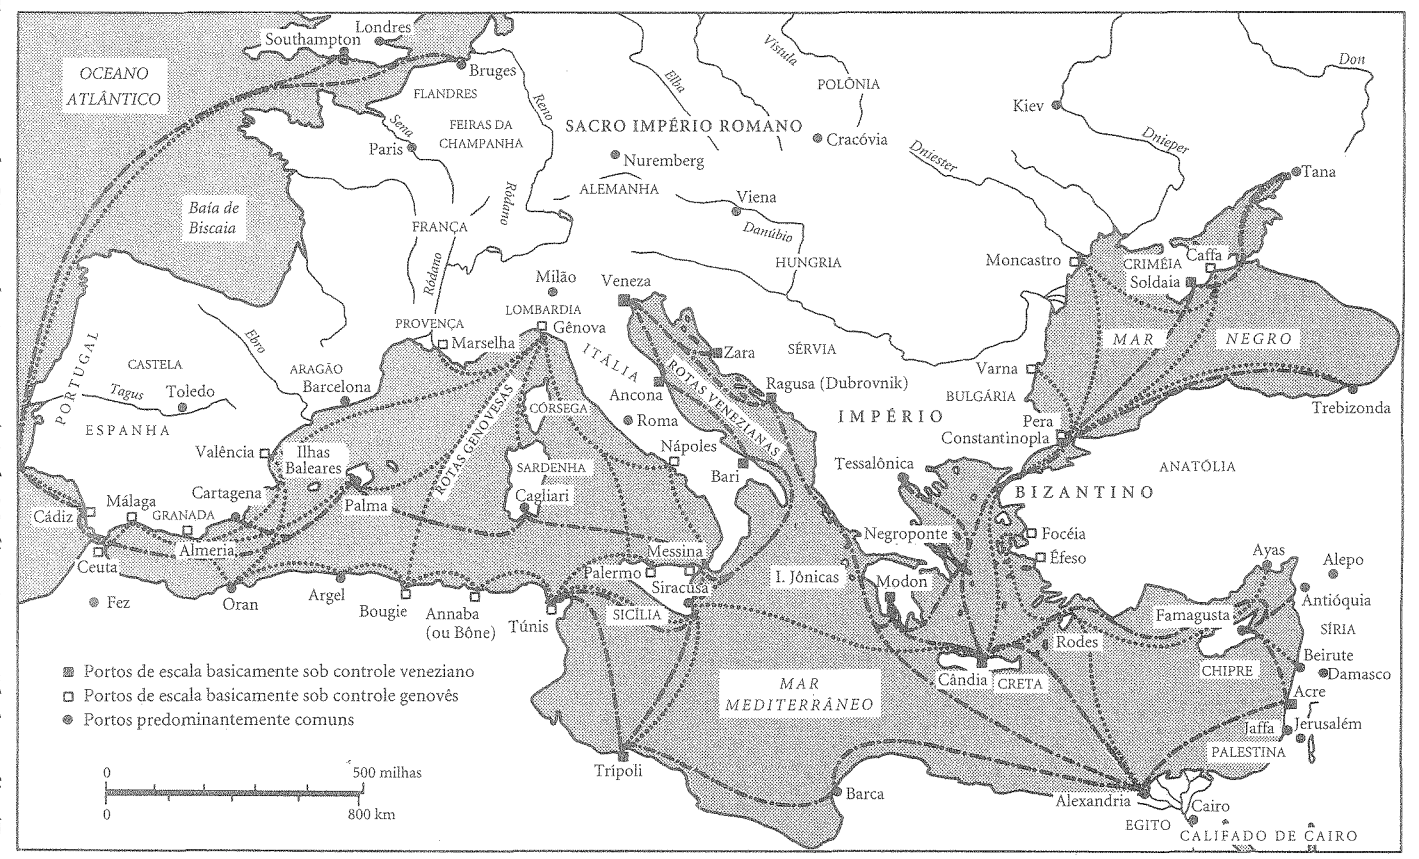 Londres
Southampton
OCEANO
ATLÂNTICO
Bruges
FLANDRES
Reno
Elba
Vístula
POLÔNIA
Don
Kiev
Sena
FEIRAS DA
CHAMPANHA
Paris
SACRO IMPÉRIO ROMANO
Cracóvia
Nuremberg
Dniester
Dnieper
Tana
ALEMANHA
Viena
Ródano
Baía de
Biscaia
FRANÇA
Danúbio
HUNGRIA
Moncastro
CRIMÉIA
Caffa
Soldaia
Ródano
Milão
Veneza
LOMBARDIA
PROVENÇA
Gênova
Marselha
MAR NEGRO
PORTUGAL
CASTELA
Ebro
ARAGÃO
Barcelona
ITÁLIA
Zara
SÉRVIA
Varna
Tagus
Toledo
ESPANHA
CÓRSEGA
Ancona
ROTAS VENEZIANAS
Ragusa (Dubrovnik)
BULGÁRIA
Trebizonda
Roma
IMPÉRIO
Pera
Constantinopla
Valência
Ilhas
Baleares
ROTAS GENOVESAS
SARDENHA
Nápoles
Bari
Tessalônica
ANATÓLIA
Cartagena
Palma
Cagliari
BIZANTINO
Cádiz
Málaga
GRANADA
Almeria
Negroponte
Focéia
Éfeso
Ceuta
Messina
Palermo
Siracusa
I. Jônicas
Modon
Ayas
Alepo
Fez
Oran
Argel
Bougie
Annaba
(ou Bône)
Túnis
SICÍLIA
Rodes
Famagusta
Antióquia
SÍRIA
Cândia
CRETA
CHIPRE
Beirute
Damasco
Acre
Jaffa
Jerusalém
PALESTINA
MAR
MEDITERRÂNEO
Portos de escala basicamente sob controle veneziano
Portos de escala basicamente sob controle genovês
Portos predominantemente comuns
Trípoli
Barca
Alexandria
Cairo
EGITO
CALIFADO DE CAIRO
0 500 milhas
0 800 km